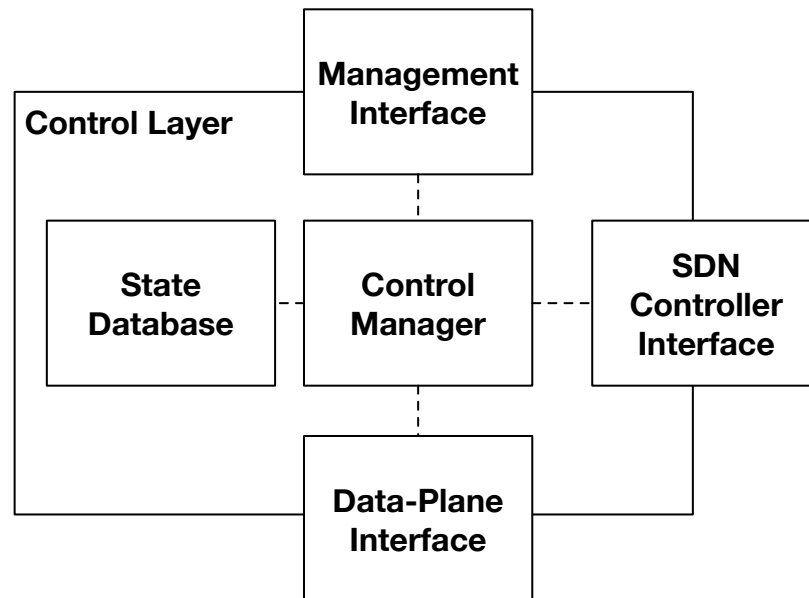 Management
Interface
Control Layer
State
Database
Control
Manager
SDN
Controller
Interface
Data-Plane
Interface